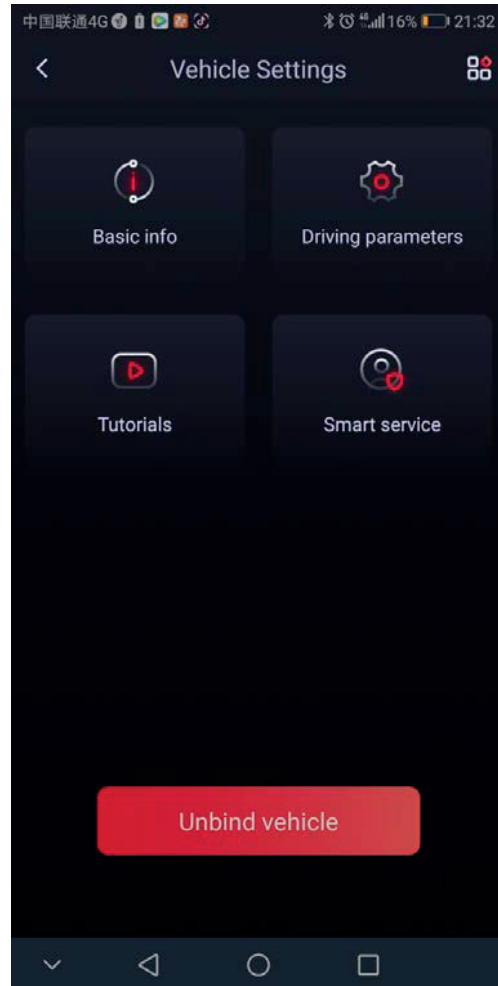 中国联通4G 16% 21:32
Vehicle Settings
Basic info
Driving parameters
Tutorials
Smart service
Unbind vehicle